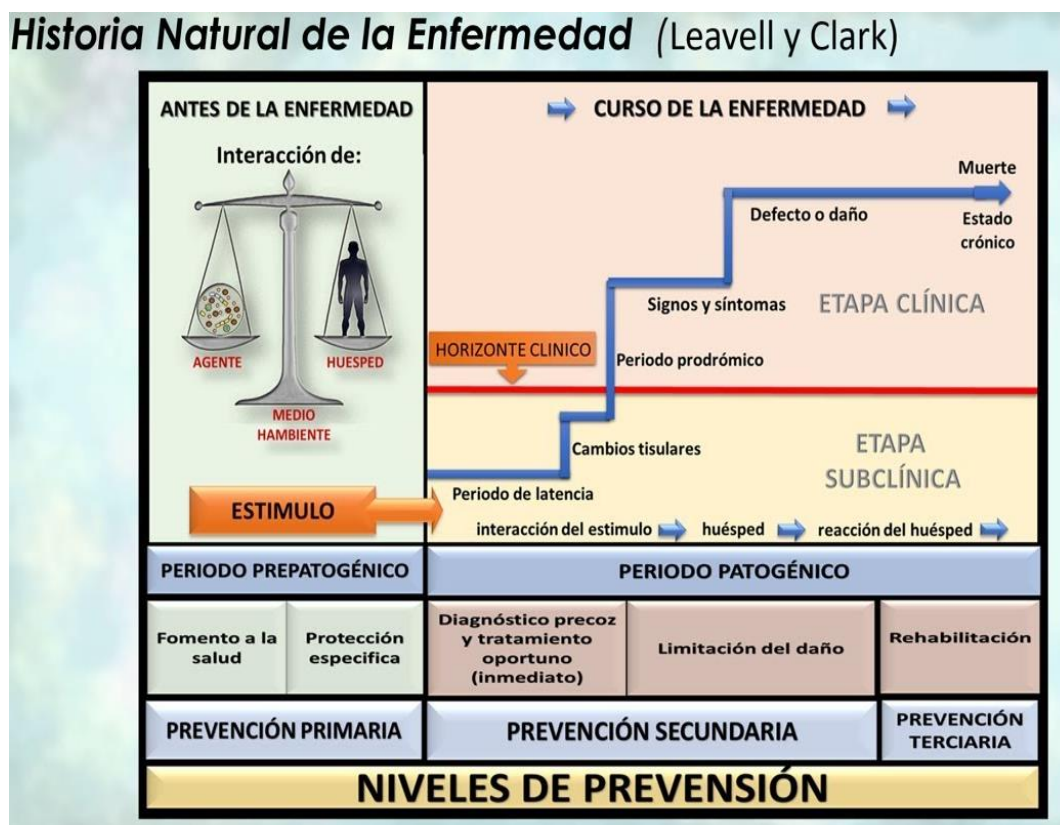 Historia Natural de la Enfermedad (Leavell y Clark)
ANTES DE LA ENFERMEDAD
Interacción de:
AGENTE
HUESPED
MEDIO
HAMBIENTE
ESTIMULO
CURSO DE LA ENFERMEDAD
Muerte
Defecto o daño
Estado
crónico
Signos y síntomas
ETAPA CLÍNICA
HORIZONTE CLINICO
Periodo prodrómico
Cambios tisulares
ETAPA
SUBCLÍNICA
Periodo de latencia
interacción del estimulo
huésped
reacción del huésped
PERIODO PREPATOGÉNICO
PERIODO PATOGÉNICO
Fomento a la
salud
Protección
especifica
Diagnóstico precoz
y tratamiento
oportuno
(inmediato)
Limitación del daño
Rehabilitación
PREVENCIÓN PRIMARIA
PREVENCIÓN SECUNDARIA
PREVENCIÓN
TERCIARIA
NIVELES DE PREVENSIÓN